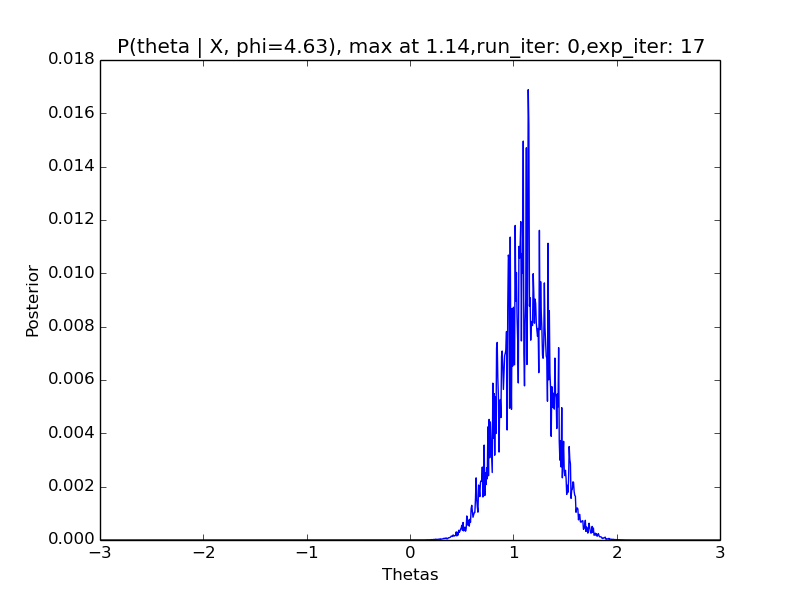 P(theta | X, phi=4.63), max at 1.14,run_iter: 0,exp_iter: 17
0.018
0.016
0.014
0.012
0.010
0.008
0.006
0.004
0.002
0.000
Posterior
−3 −2 −1 0 1 2 3
Thetas